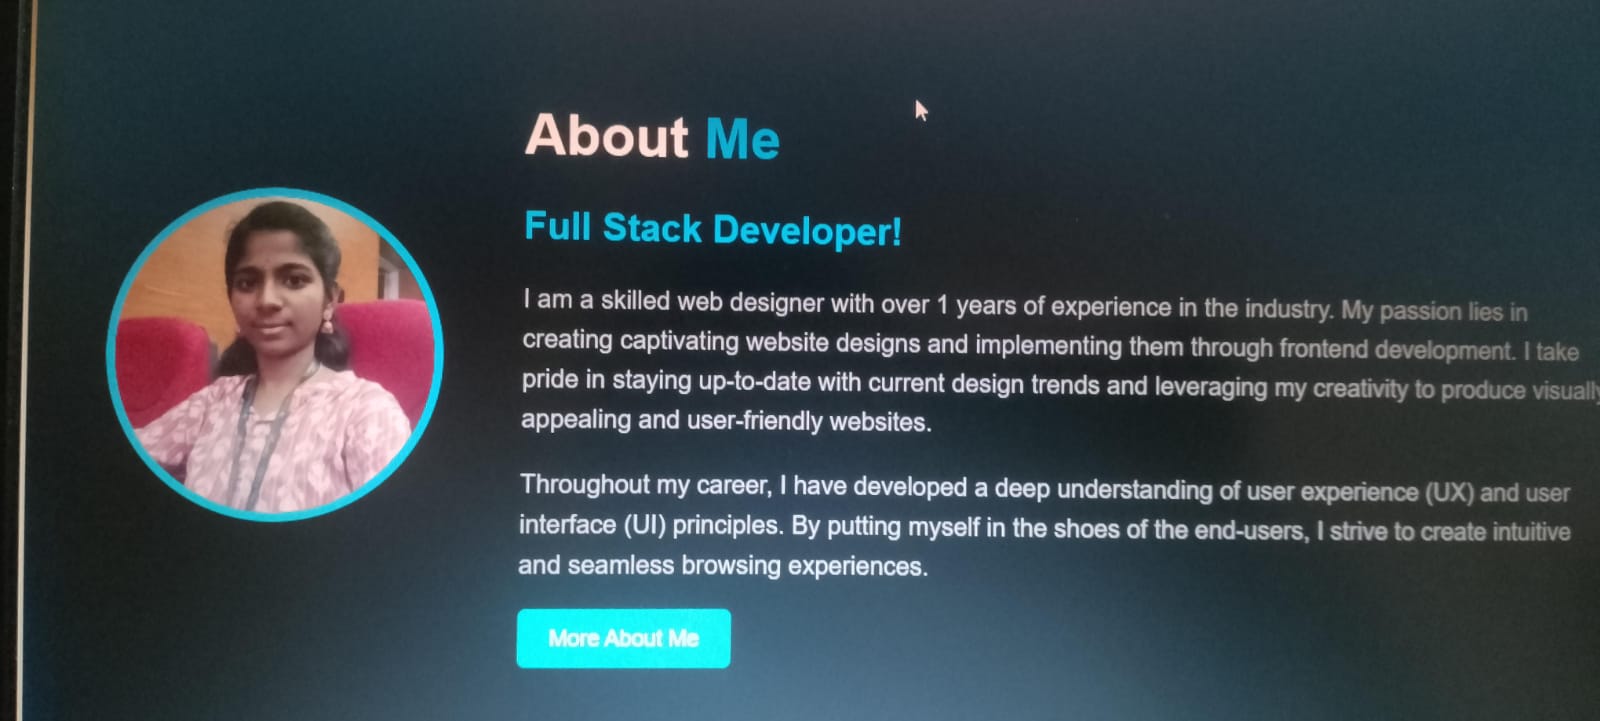 About Me
Full Stack Developer!
I am a skilled web designer with over 1 years of experience in the industry. My passion lies in
creating captivating website designs and implementing them through frontend development. I take
pride in staying up-to-date with current design trends and leveraging my creativity to produce visually
appealing and user-friendly websites.
Throughout my career, I have developed a deep understanding of user experience (UX) and user
interface (UI) principles. By putting myself in the shoes of the end-users, I strive to create intuitive
and seamless browsing experiences.
More About Me